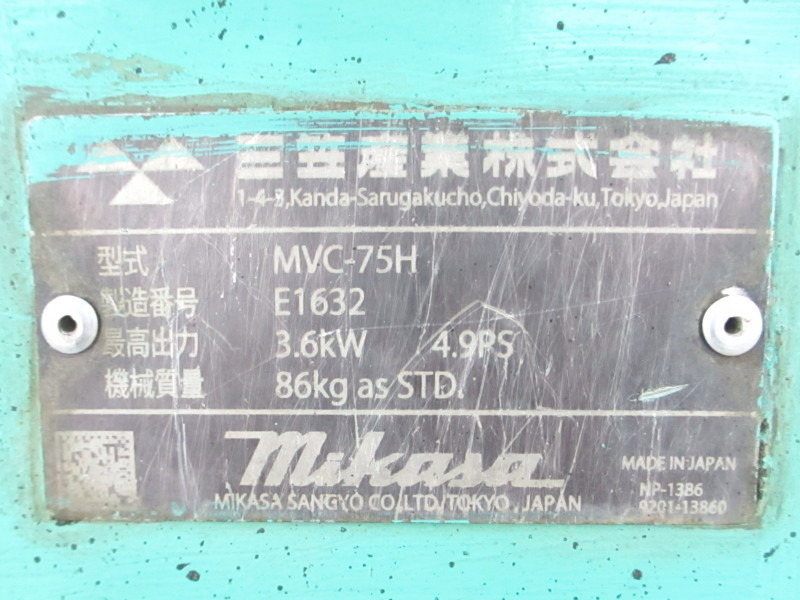 三笠産業株式会社
1-4-3,Kanda-Sarugakucho,Chiyoda-ku,Tokyo,Japan
型式 MVC-75H
製造番号 E1632
最高出力 3.6kW 4.9PS
機械質量 86kg as STD.
mikasa
MIKASA SANGYO CO.,LTD/TOKYO, JAPAN
MADE IN JAPAN
NP-1386
9201-13860